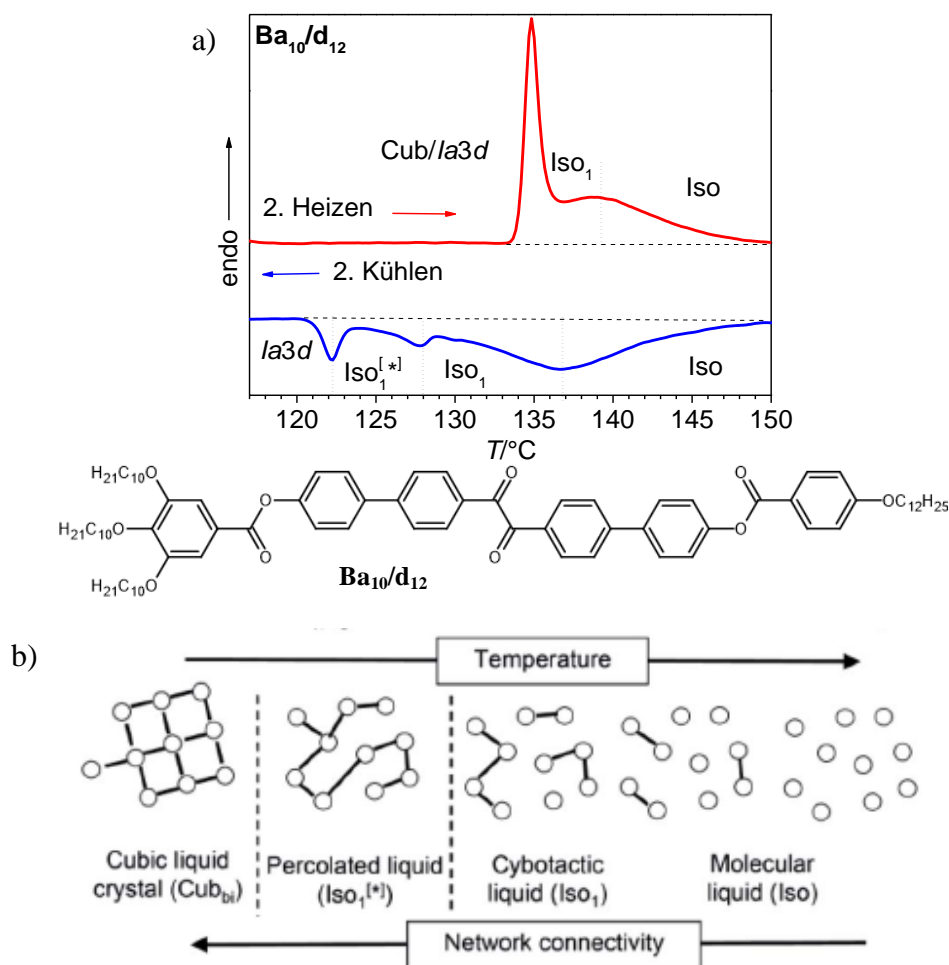 a)
Ba10/d12
Cub/Ia3d
Iso1
Iso
2. Heizen
endo
2. Kühlen
Ia3d
Iso1[*]
Iso1
Iso
120 125 130 135 140 145 150
T/°C
H21C10O
H21C10O
H21C10O
O
O
O
O
O
O
OC12H25
Ba10/d12
b)
Temperature
Cubic liquid
crystal (Cubbi)
Percolated liquid
(Iso1[*])
Cybotactic
liquid (Iso1)
Molecular
liquid (Iso)
Network connectivity